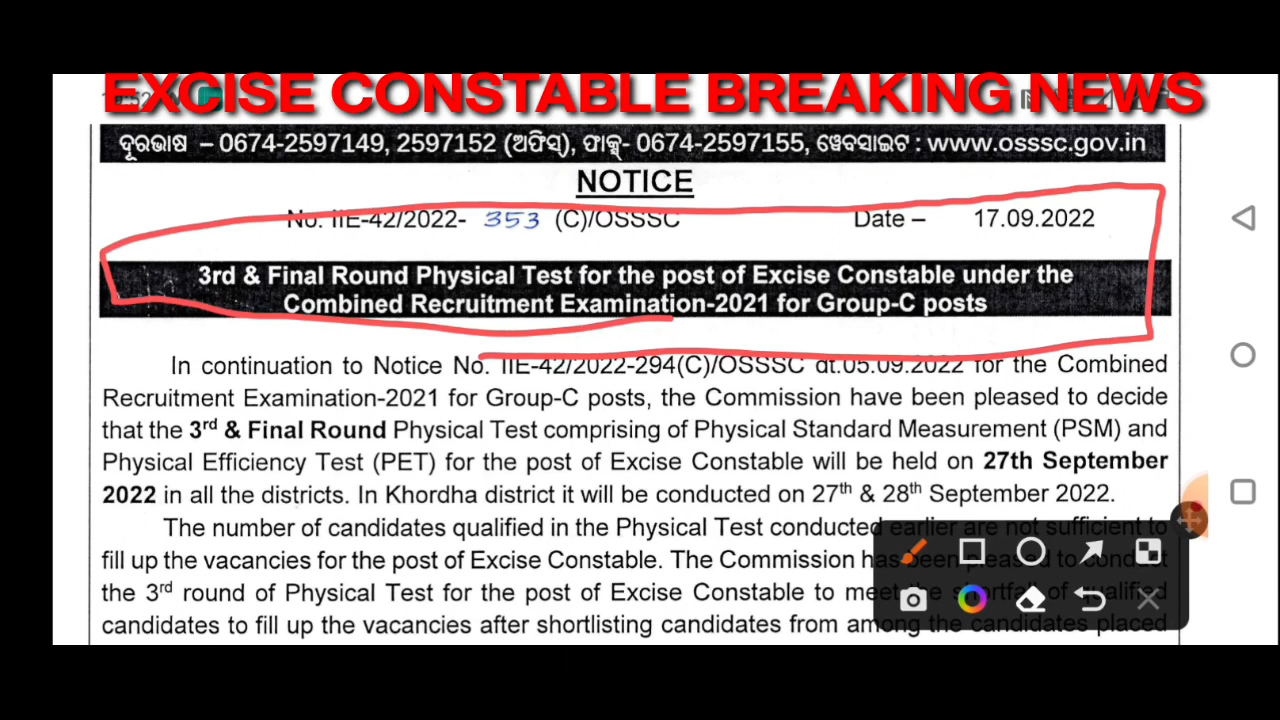 EXCISE CONSTABLE BREAKING NEWS
ଦୂରଭାଷ – 0674-2597149, 2597152 (ଅଫିସ୍), ଫାକ୍ସ- 0674-2597155, ୱେବସାଇଟ : www.osssc.gov.in
NOTICE
No. IIE-42/2022- 353 (C)/OSSSC Date – 17.09.2022
3rd & Final Round Physical Test for the post of Excise Constable under the
Combined Recruitment Examination-2021 for Group-C posts
In continuation to Notice No. IIE-42/2022-294(C)/OSSSC dt.05.09.2022 for the Combined
Recruitment Examination-2021 for Group-C posts, the Commission have been pleased to decide
that the 3rd & Final Round Physical Test comprising of Physical Standard Measurement (PSM) and
Physical Efficiency Test (PET) for the post of Excise Constable will be held on 27th September
2022 in all the districts. In Khordha district it will be conducted on 27th & 28th September 2022.
The number of candidates qualified in the Physical Test conducted earlier are not sufficient to
fill up the vacancies for the post of Excise Constable. The Commission has been pleased to conduct
the 3rd round of Physical Test for the post of Excise Constable to meet the shortfall of qualified
candidates to fill up the vacancies after shortlisting candidates from among the candidates placed